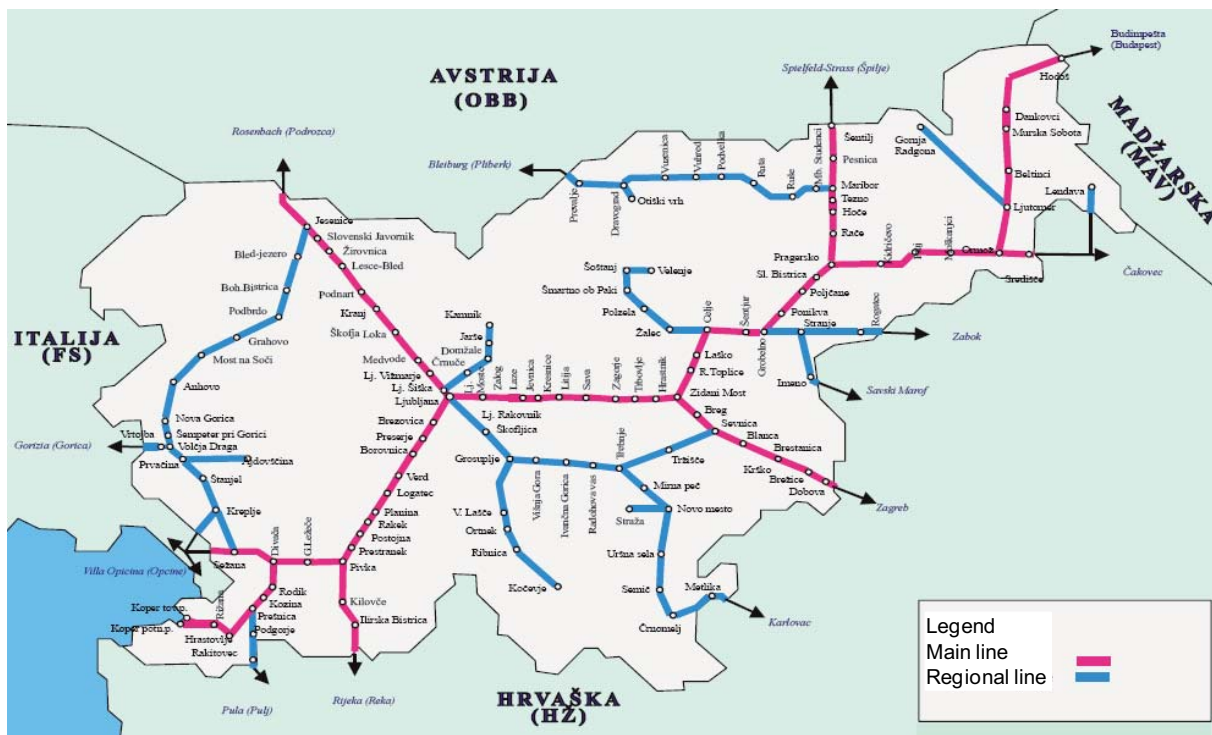 AVSTRIJA
(OBB)
Budimpešta
(Budapest)
Spielfeld-Strass (Špilje)
Hodoš
MADŽARSKA
(MAV)
Rosenbach (Podrozca)
Bleiburg (Pliberk)
Dankovci
Murska Sobota
Šentilj
Gornja
Radgona
Pesnica
Mb. Studenci
Vuzenica
Vuhred
Podvelka
Ruta
Ruše
Prevalje
Dravograd
Otiški vrh
Maribor
Tezno
Hoče
Rače
Beltinci
Lendava
Ljutomer
Jesenice
Slovenski Javornik
Žirovnica
Lesce-Bled
Bled-jezero
Boh.Bistrica
Podbrdo
Grahovo
Most na Soči
Podnart
Kranj
Škofja Loka
Medvode
Lj. Vižmarje
Lj. Šiška
Ljubljana
Kamnik
Jarše
Domžale
Črnuče
Šoštanj
Velenje
Šmartno ob Paki
Polzela
Žalec
Celje
Šentjur
Grobelno
Pragersko
Sl. Bistrica
Poljčane
Ponikva
Stranje
Rogatec
Imeno
Kidričevo
Ptuj
Moškanjci
Ormož
Središče
Čakovec
Zabok
Savski Marof
ITALIJA
(FS)
Anhovo
Nova Gorica
Šempeter pri Gorici
Vrtojba
Volčja Draga
Gorizia (Gorica)
Prvačina
Ajdovščina
Štanjel
Kreplje
Sežana
Villa Opicina (Opcine)
Lj.
Moste
Zalog
Laze
Jevnica
Kresnice
Litija
Sava
Zagorje
Trbovlje
Hrastnik
Laško
R.Toplice
Zidani Most
Breg
Sevnica
Blanca
Brestanica
Krško
Brežice
Dobova
Zagreb
Brezovica
Preserje
Borovnica
Verd
Logatec
Planina
Rakek
Postojna
Prestranek
Pivka
Lj. Rakovnik
Škofljica
Grosuplje
Višnja Gora
Ivančna Gorica
Radohova vas
Trebnje
Tržišče
Mirna peč
Novo mesto
Straža
V. Lašče
Ortnek
Ribnica
Kočevje
Uršna sela
Semič
Metlika
Črnomelj
Karlovac
Divača
G.Ležeče
Rodik
Kozina
Prešnica
Podgorje
Rižana
Koper tov.p.
Koper potn.p.
Hrastovlje
Rakitovec
Kilovče
Ilirska Bistrica
Pula (Pulj)
Rijeka (Reka)
HRVAŠKA
(HŽ)
Legend
Main line
Regional line